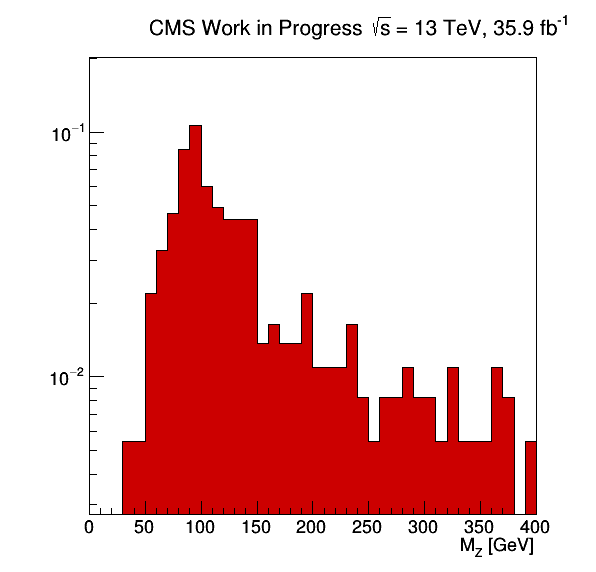 CMS Work in Progress √s = 13 TeV, 35.9 fb⁻¹
10⁻¹
10⁻²
0 50 100 150 200 250 300 350 400
M_Z [GeV]